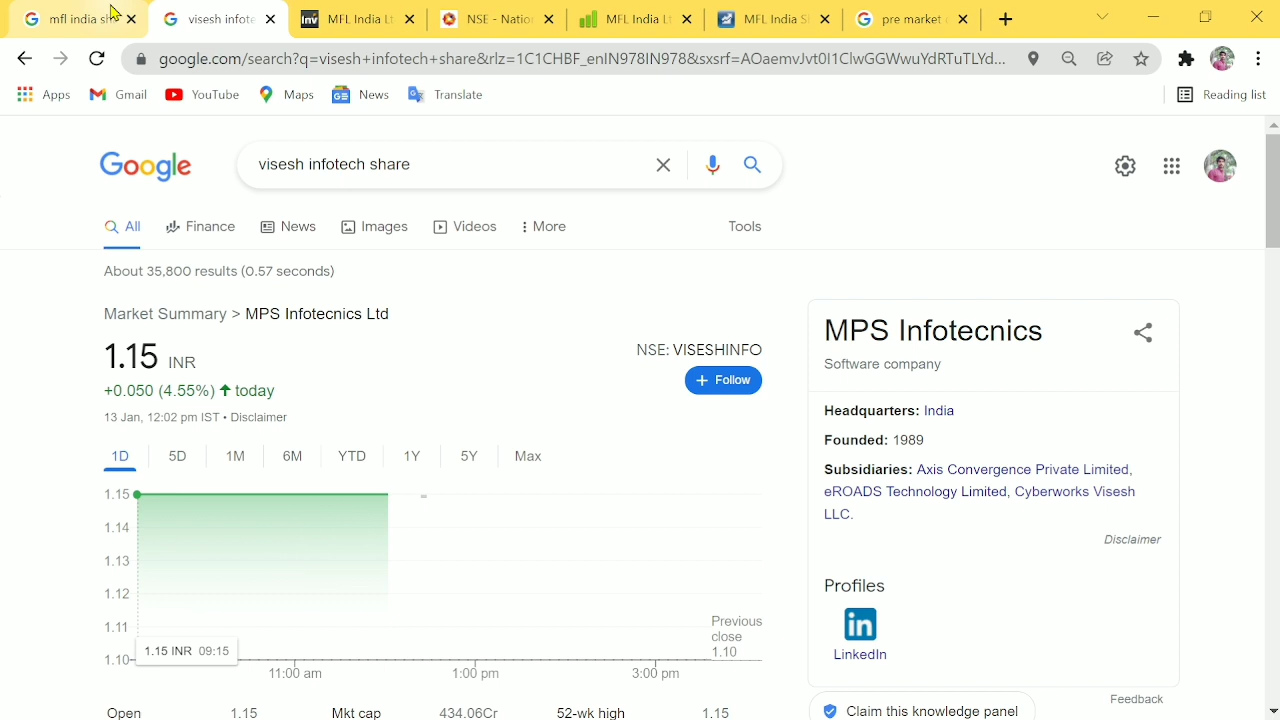 mfl india sh
visesh infote
MFL India Lt
NSE - Nation
MFL India Lt
MFL India S
pre market
google.com/search?q=visesh+infotech+share&rlz=1C1CHBF_enIN978IN978&sxsrf=AOaemvJvt0I1ClwGGWwuYdRTuTLYd...
Apps
Gmail
YouTube
Maps
News
Translate
Reading list
Google
visesh infotech share
All
Finance
News
Images
Videos
More
Tools
About 35,800 results (0.57 seconds)
Market Summary > MPS Infotecnics Ltd
1.15 INR
+0.050 (4.55%) ↑ today
13 Jan, 12:02 pm IST • Disclaimer
NSE: VISESHINFO
+ Follow
1D 5D 1M 6M YTD 1Y 5Y Max
1.15
1.14
1.13
1.12
1.11
1.10
1.15 INR 09:15
Previous
close
1.10
11:00 am 1:00 pm 3:00 pm
Open 1.15 Mkt cap 434.06Cr 52-wk high 1.15
MPS Infotecnics
Software company
Headquarters: India
Founded: 1989
Subsidiaries: Axis Convergence Private Limited,
eROADS Technology Limited, Cyberworks Visesh
LLC.
Disclaimer
Profiles
in
LinkedIn
Feedback
Claim this knowledge panel